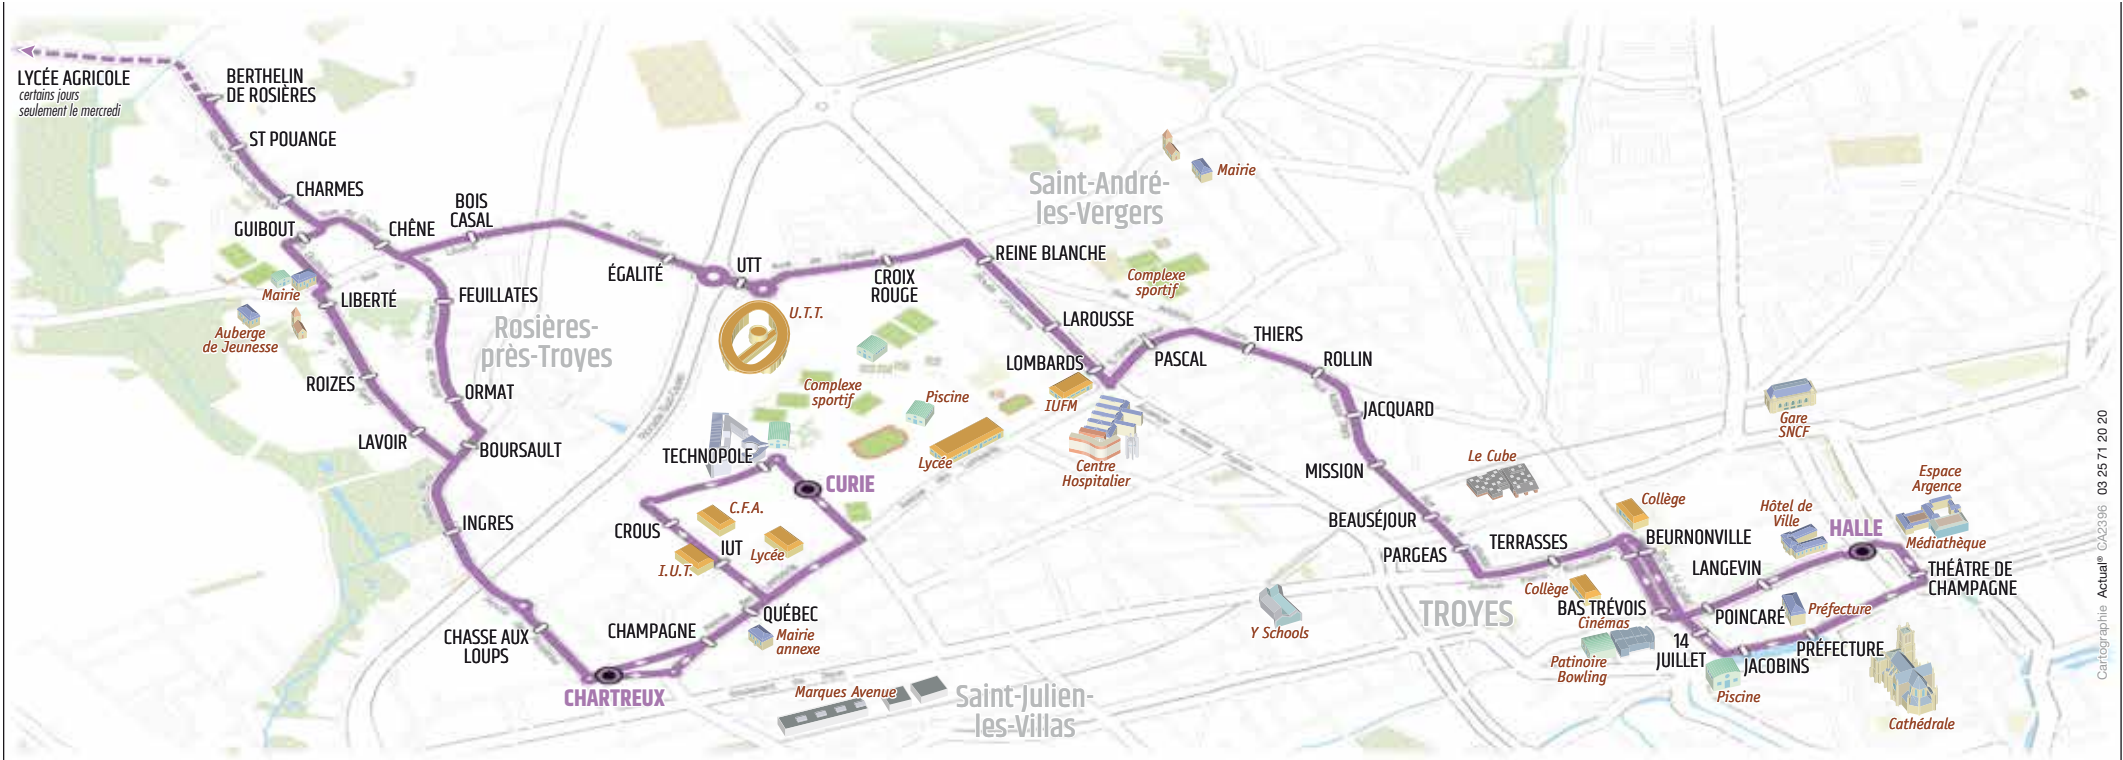 LYCÉE AGRICOLE
certains jours
seulement le mercredi
BERTHELIN
DE ROSIÈRES
ST POUANGE
CHARMES
GUIBOUT
CHÊNE
BOIS
CASAL
ÉGALITÉ
UTT
U.T.T.
CROIX
ROUGE
REINE BLANCHE
Saint-André-
les-Vergers
Mairie
Complexe
sportif
Mairie
LIBERTÉ
Auberge
de Jeunesse
FEUILLATES
Rosières-
près-Troyes
ROIZES
ORMAT
LAVOIR
BOURSAULT
INGRES
CHASSE AUX
LOUPS
CHARTREUX
CHAMPAGNE
QUÉBEC
Mairie
annexe
IUT
I.U.T.
Lycée
CROUS
C.F.A.
TECHNOPOLE
CURIE
Complexe
sportif
Piscine
Lycée
LAROUSSE
LOMBARDS
IUFM
Centre
Hospitalier
PASCAL
THIERS
ROLLIN
JACQUARD
MISSION
BEAUSÉJOUR
PARGEAS
TERRASSES
Le Cube
Collège
BEURNONVILLE
Collège
BAS TRÉVOIS
Cinémas
Patinoire
Bowling
14
JUILLET
LANGEVIN
POINCARÉ
Préfecture
PRÉFECTURE
JACOBINS
Piscine
Cathédrale
Hôtel de
Ville
HALLE
Espace
Argence
Médiathèque
THÉÂTRE DE
CHAMPAGNE
Gare
SNCF
TROYES
Y Schools
Marques Avenue
Saint-Julien-
les-Villas
Cartographie Actual® CA2396 03 25 71 20 20